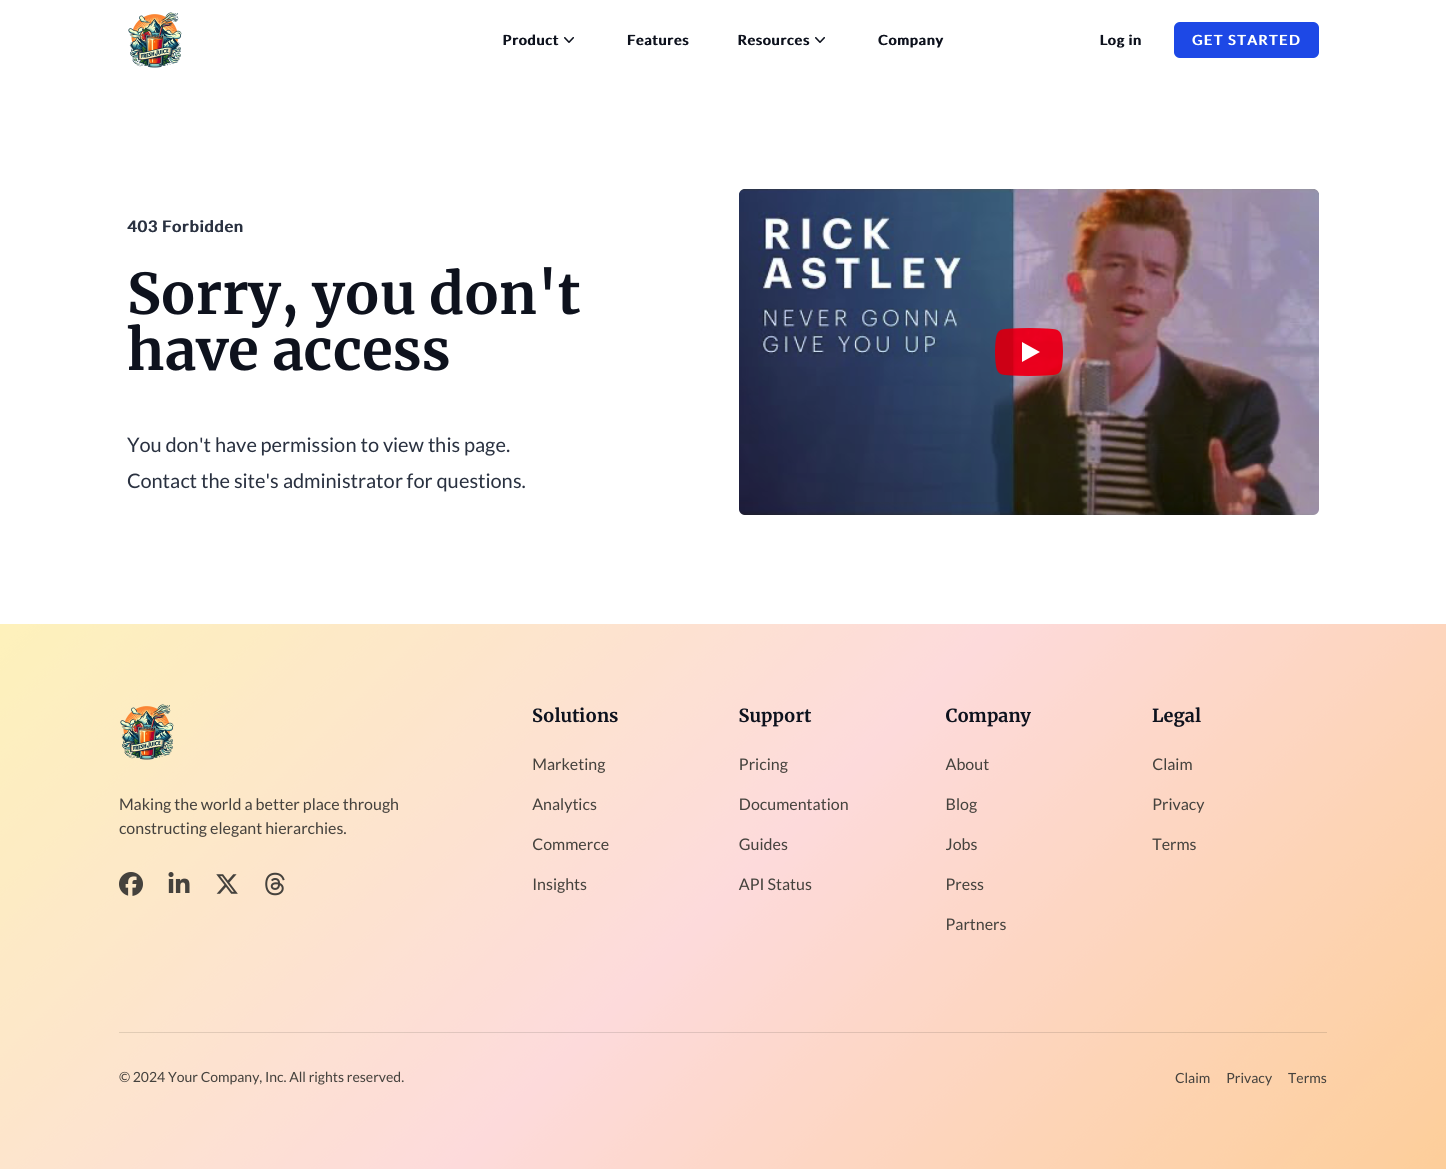 FRESH JUICE
Product
Features
Resources
Company
Log in
GET STARTED
403 Forbidden
Sorry, you don't
have access
You don't have permission to view this page.
Contact the site's administrator for questions.
RICK
ASTLEY
NEVER GONNA
GIVE YOU UP
FRESH JUICE
Making the world a better place through
constructing elegant hierarchies.
Solutions
Marketing
Analytics
Commerce
Insights
Support
Pricing
Documentation
Guides
API Status
Company
About
Blog
Jobs
Press
Partners
Legal
Claim
Privacy
Terms
© 2024 Your Company, Inc. All rights reserved.
Claim Privacy Terms